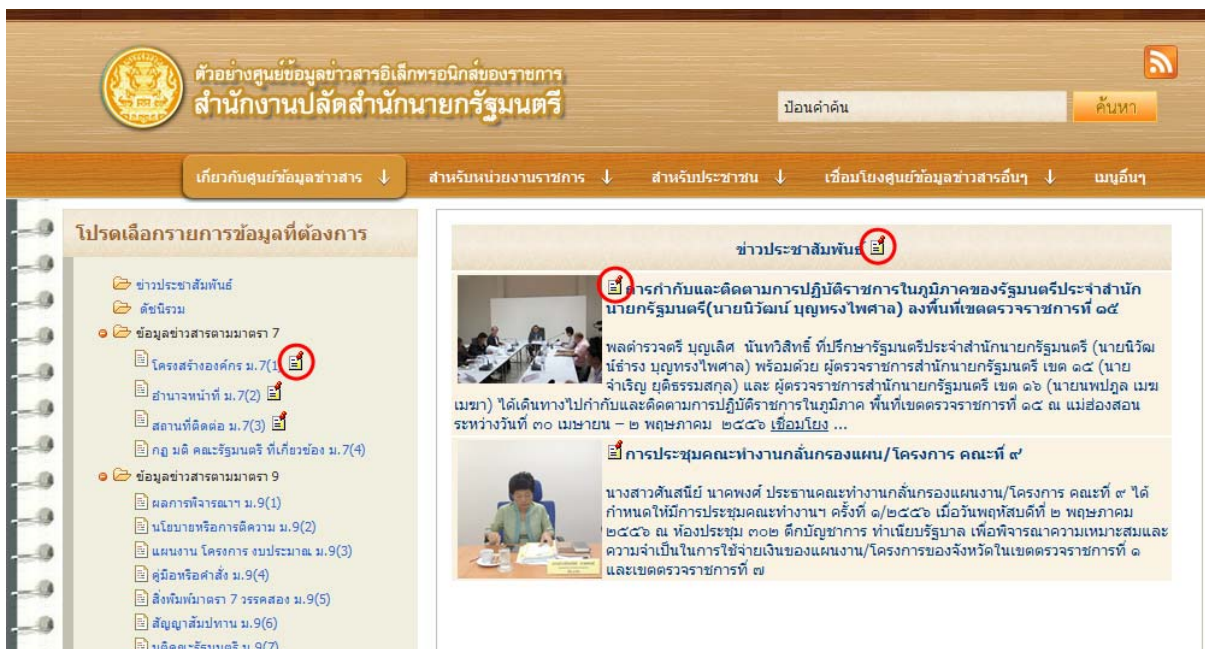 ตัวอย่างศูนย์ข้อมูลข่าวสารอิเล็กทรอนิกส์ของราชการ
สำนักงานปลัดสำนักนายกรัฐมนตรี
ป้อนคำค้น
ค้นหา
เกี่ยวกับศูนย์ข้อมูลข่าวสาร ↓ สำหรับหน่วยงานราชการ ↓ สำหรับประชาชน ↓ เชื่อมโยงศูนย์ข้อมูลข่าวสารอื่นๆ ↓ เมนูอื่นๆ
โปรดเลือกรายการข้อมูลที่ต้องการ
ข่าวประชาสัมพันธ์
ดัชนีรวม
ข้อมูลข่าวสารตามมาตรา 7
โครงสร้างองค์กร ม.7(1)
อำนาจหน้าที่ ม.7(2)
สถานที่ติดต่อ ม.7(3)
กฎ มติ คณะรัฐมนตรี ที่เกี่ยวข้อง ม.7(4)
ข้อมูลข่าวสารตามมาตรา 9
ผลการพิจารณาฯ ม.9(1)
นโยบายหรือการตีความ ม.9(2)
แผนงาน โครงการ งบประมาณ ม.9(3)
คู่มือหรือคำสั่ง ม.9(4)
สิ่งพิมพ์มาตรา 7 วรรคสอง ม.9(5)
สัญญาสัมปทาน ม.9(6)
มติคณะรัฐมนตรี ม.9(7)
ข่าวประชาสัมพันธ์
การกำกับและติดตามการปฏิบัติราชการในภูมิภาคของรัฐมนตรีประจำสำนัก
นายกรัฐมนตรี(นายนิวัฒน์ บุญทรงไพศาล) ลงพื้นที่เขตตรวจราชการที่ ๑๕
พลตำรวจตรี บุญเลิศ นันทวิสิทธิ์ ที่ปรึกษารัฐมนตรีประจำสำนักนายกรัฐมนตรี (นายนิวัฒ
น์ธำรง บุญทรงไพศาล) พร้อมด้วย ผู้ตรวจราชการสำนักนายกรัฐมนตรี เขต ๑๕ (นาย
จำเริญ ยุติธรรมสกุล) และ ผู้ตรวจราชการสำนักนายกรัฐมนตรี เขต ๑๖ (นายนพปฎล เมฆ
เมฆา) ได้เดินทางไปกำกับและติดตามการปฏิบัติราชการในภูมิภาค พื้นที่เขตตรวจราชการที่ ๑๕ ณ แม่ฮ่องสอน
ระหว่างวันที่ ๓๐ เมษายน – ๒ พฤษภาคม ๒๕๕๖ เชื่อมโยง ...
การประชุมคณะทำงานกลั่นกรองแผน/โครงการ คณะที่ ๙'
นางสาวศันสนีย์ นาคพงศ์ ประธานคณะทำงานกลั่นกรองแผนงาน/โครงการ คณะที่ ๙ ได้
กำหนดให้มีการประชุมคณะทำงานฯ ครั้งที่ ๑/๒๕๕๖ เมื่อวันพฤหัสบดีที่ ๒ พฤษภาคม
๒๕๕๖ ณ ห้องประชุม ๓๐๒ ตึกบัญชาการ ทำเนียบรัฐบาล เพื่อพิจารณาความเหมาะสมและ
ความจำเป็นในการใช้จ่ายเงินของแผนงาน/โครงการของจังหวัดในเขตตรวจราชการที่ ๑
และเขตตรวจราชการที่ ๗